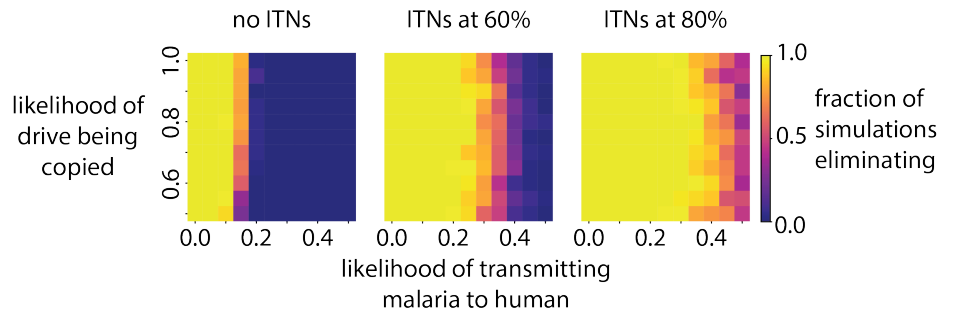 no ITNs
ITNs at 60%
ITNs at 80%
likelihood of
drive being
copied
1.0
0.8
0.6
0.0 0.2 0.4
0.0 0.2 0.4
0.0 0.2 0.4
1.0
0.5
0.0
fraction of
simulations
eliminating
likelihood of transmitting
malaria to human